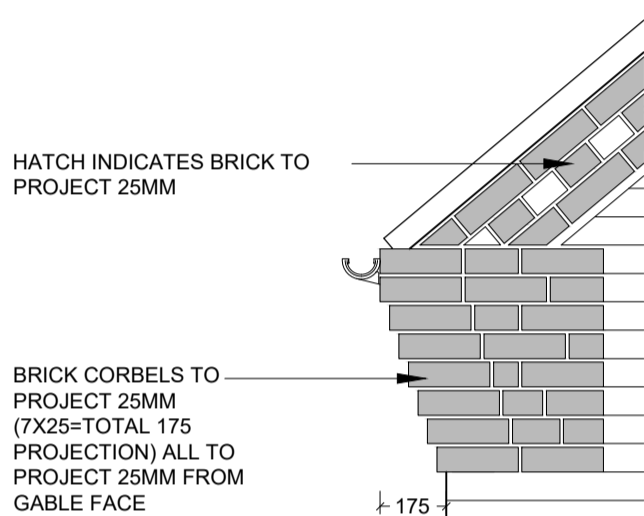 HATCH INDICATES BRICK TO
PROJECT 25MM
BRICK CORBELS TO
PROJECT 25MM
(7X25=TOTAL 175
PROJECTION) ALL TO
PROJECT 25MM FROM
GABLE FACE
175